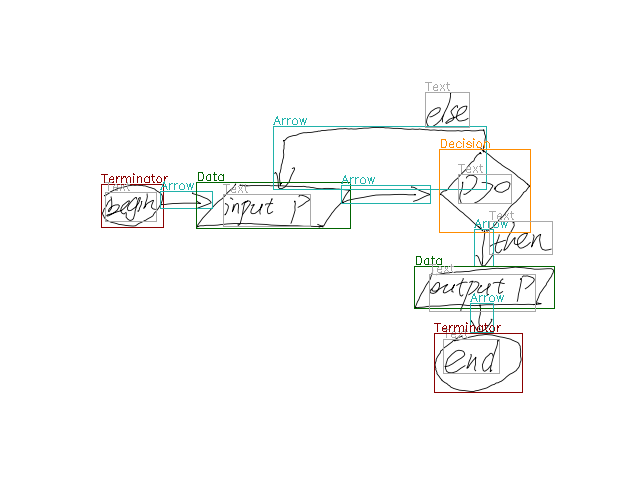 Text
else
Arrow
Decision
Terminator
Text
begin
Arrow
Data
Text
input P
Arrow
Text
P>0
Text
Arrow
then
Data
Text
output P
Arrow
Terminator
Text
end